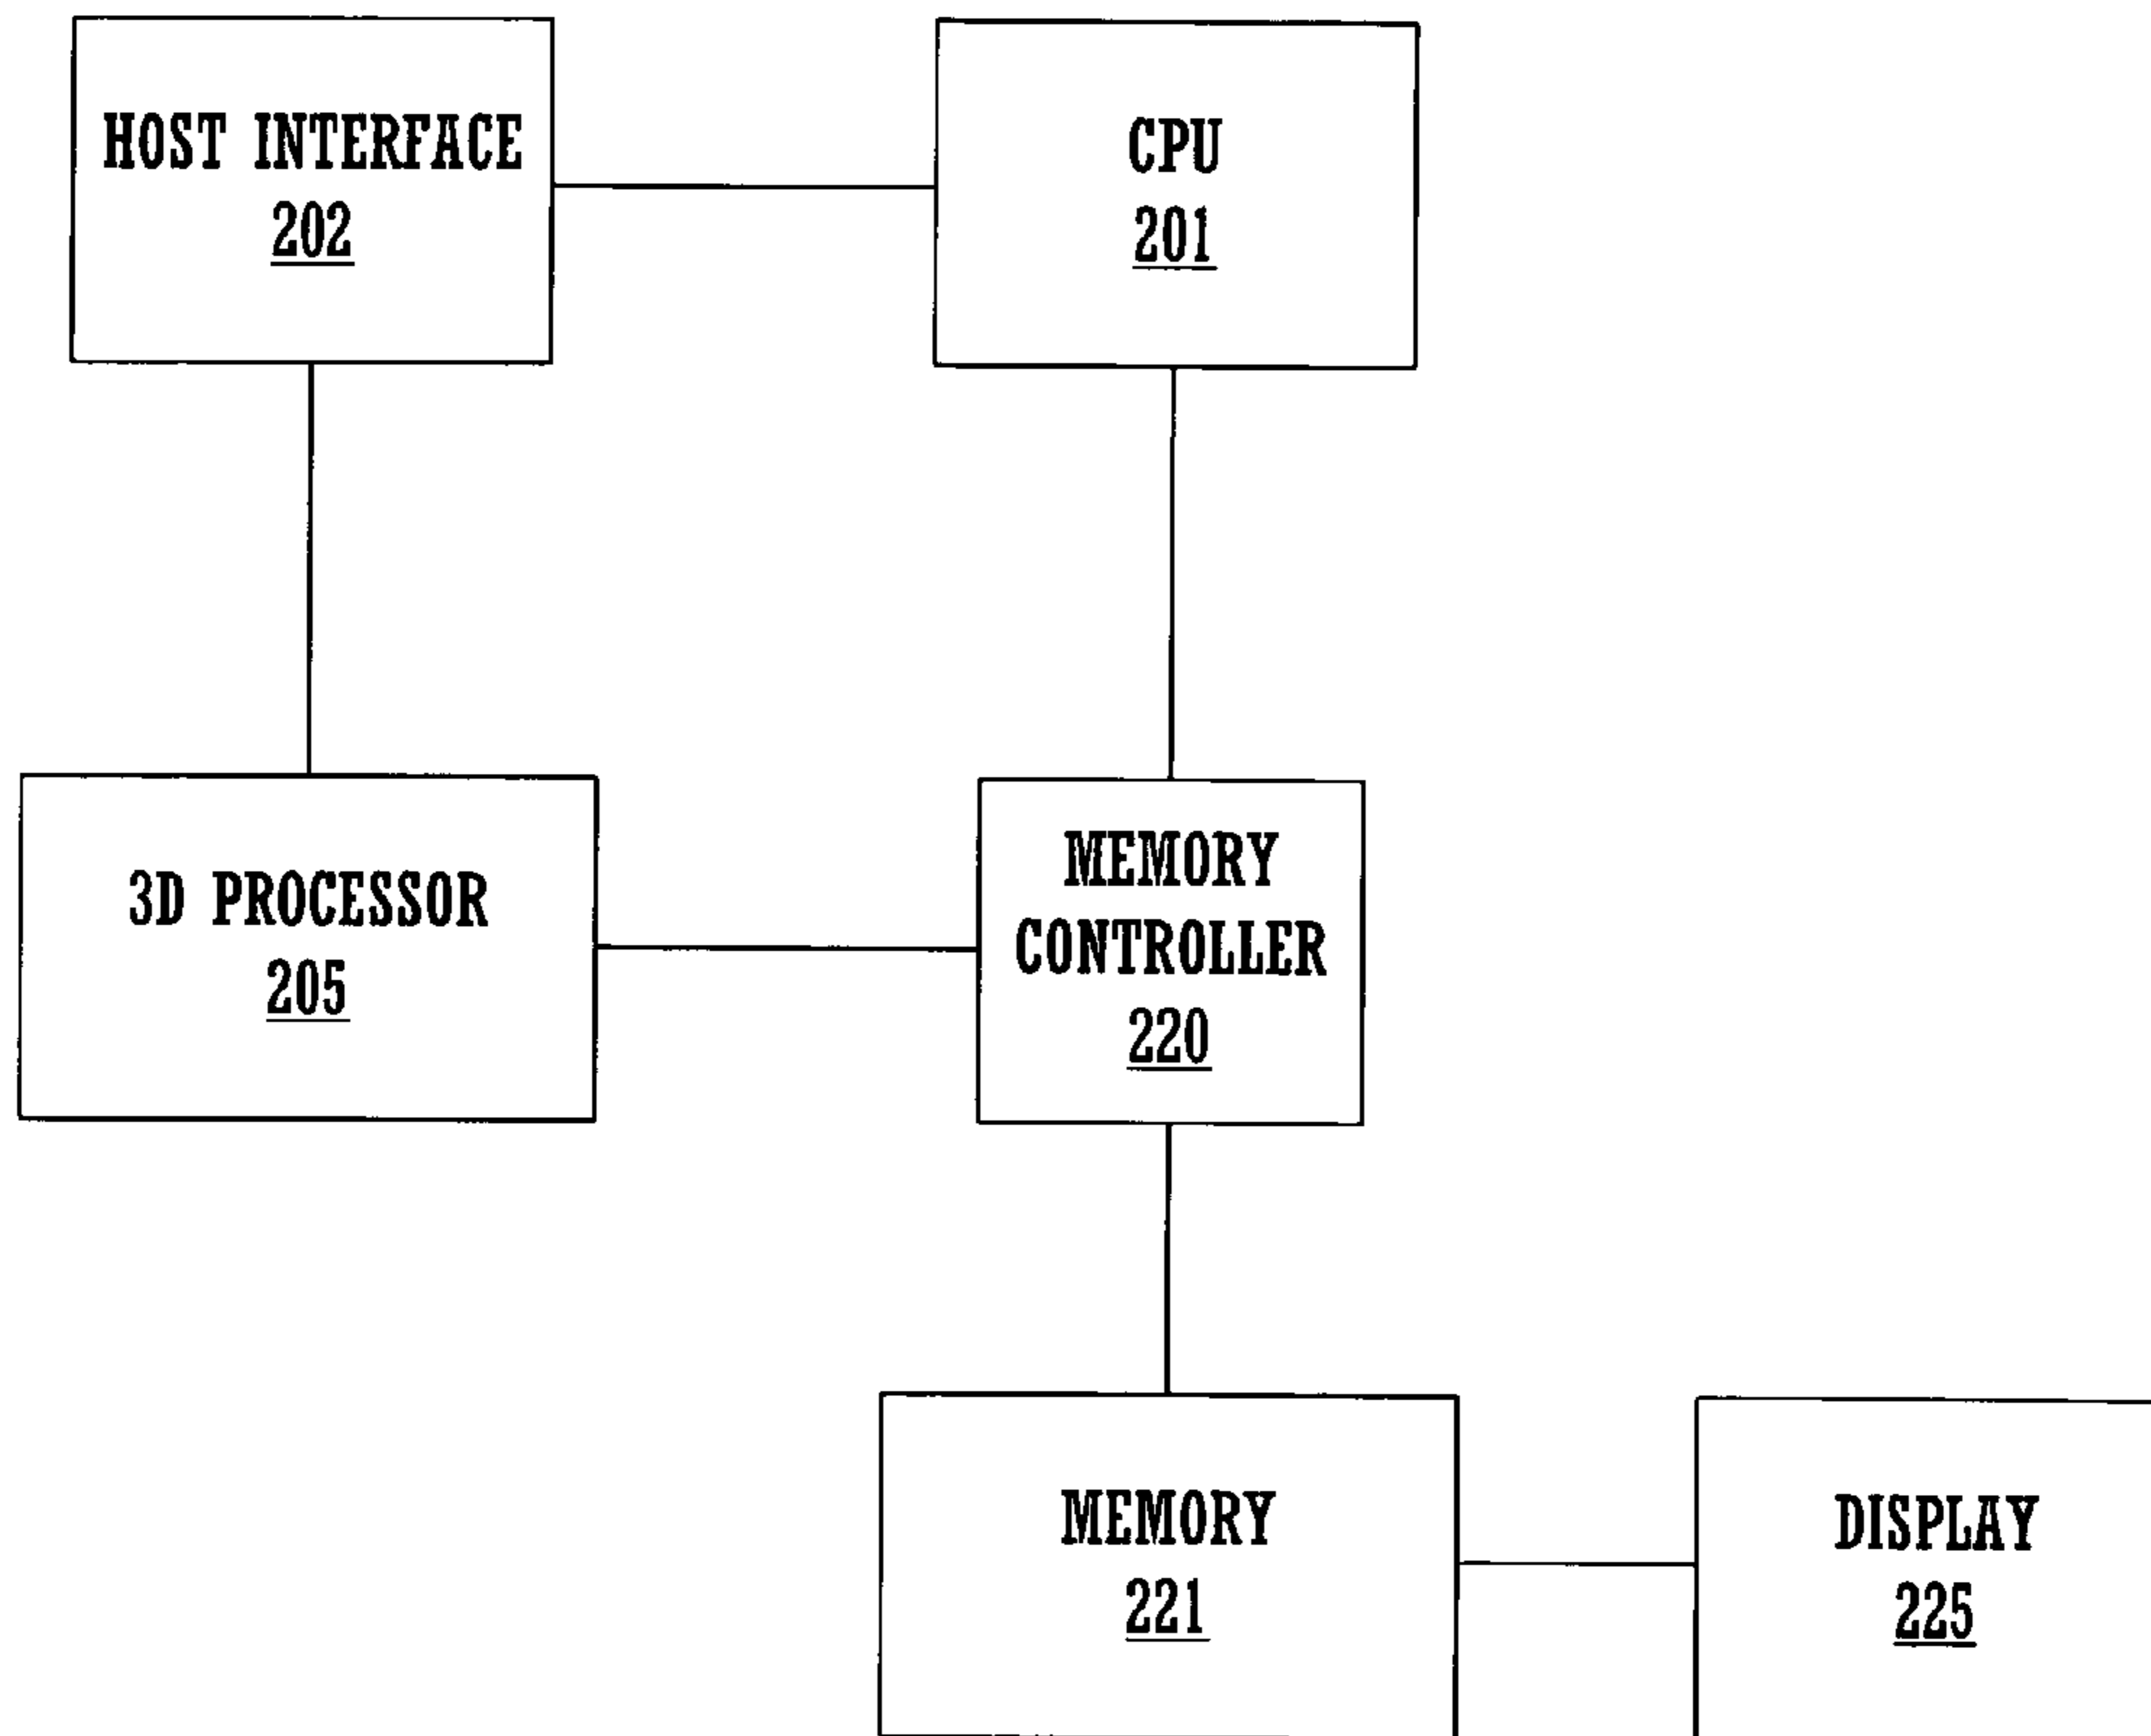 HOST INTERFACE
202
CPU
201
3D PROCESSOR
205
MEMORY
CONTROLLER
220
MEMORY
221
DISPLAY
225